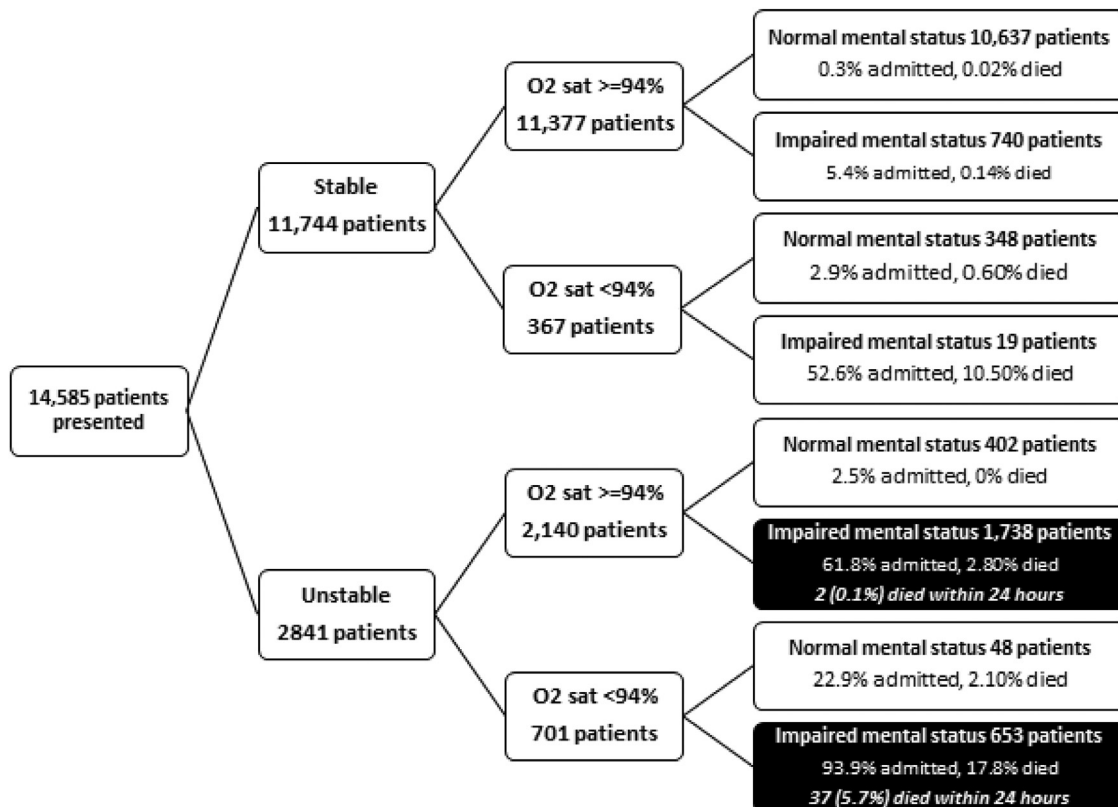 14,585 patients
presented
Stable
11,744 patients
Unstable
2841 patients
O2 sat >=94%
11,377 patients
O2 sat <94%
367 patients
O2 sat >=94%
2,140 patients
O2 sat <94%
701 patients
Normal mental status 10,637 patients
0.3% admitted, 0.02% died
Impaired mental status 740 patients
5.4% admitted, 0.14% died
Normal mental status 348 patients
2.9% admitted, 0.60% died
Impaired mental status 19 patients
52.6% admitted, 10.50% died
Normal mental status 402 patients
2.5% admitted, 0% died
Impaired mental status 1,738 patients
61.8% admitted, 2.80% died
2 (0.1%) died within 24 hours
Normal mental status 48 patients
22.9% admitted, 2.10% died
Impaired mental status 653 patients
93.9% admitted, 17.8% died
37 (5.7%) died within 24 hours